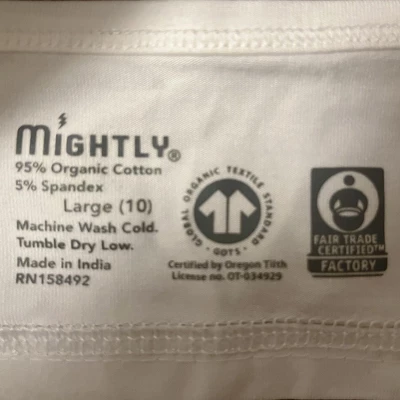 MIGHTLY®
95% Organic Cotton
5% Spandex
Large (10)
Machine Wash Cold.
Tumble Dry Low.
Made in India
RN158492
GLOBAL ORGANIC TEXTILE STANDARD
· GOTS ·
Certified by Oregon Tilth
License no. OT-034929
FAIR TRADE
CERTIFIED™
FACTORY